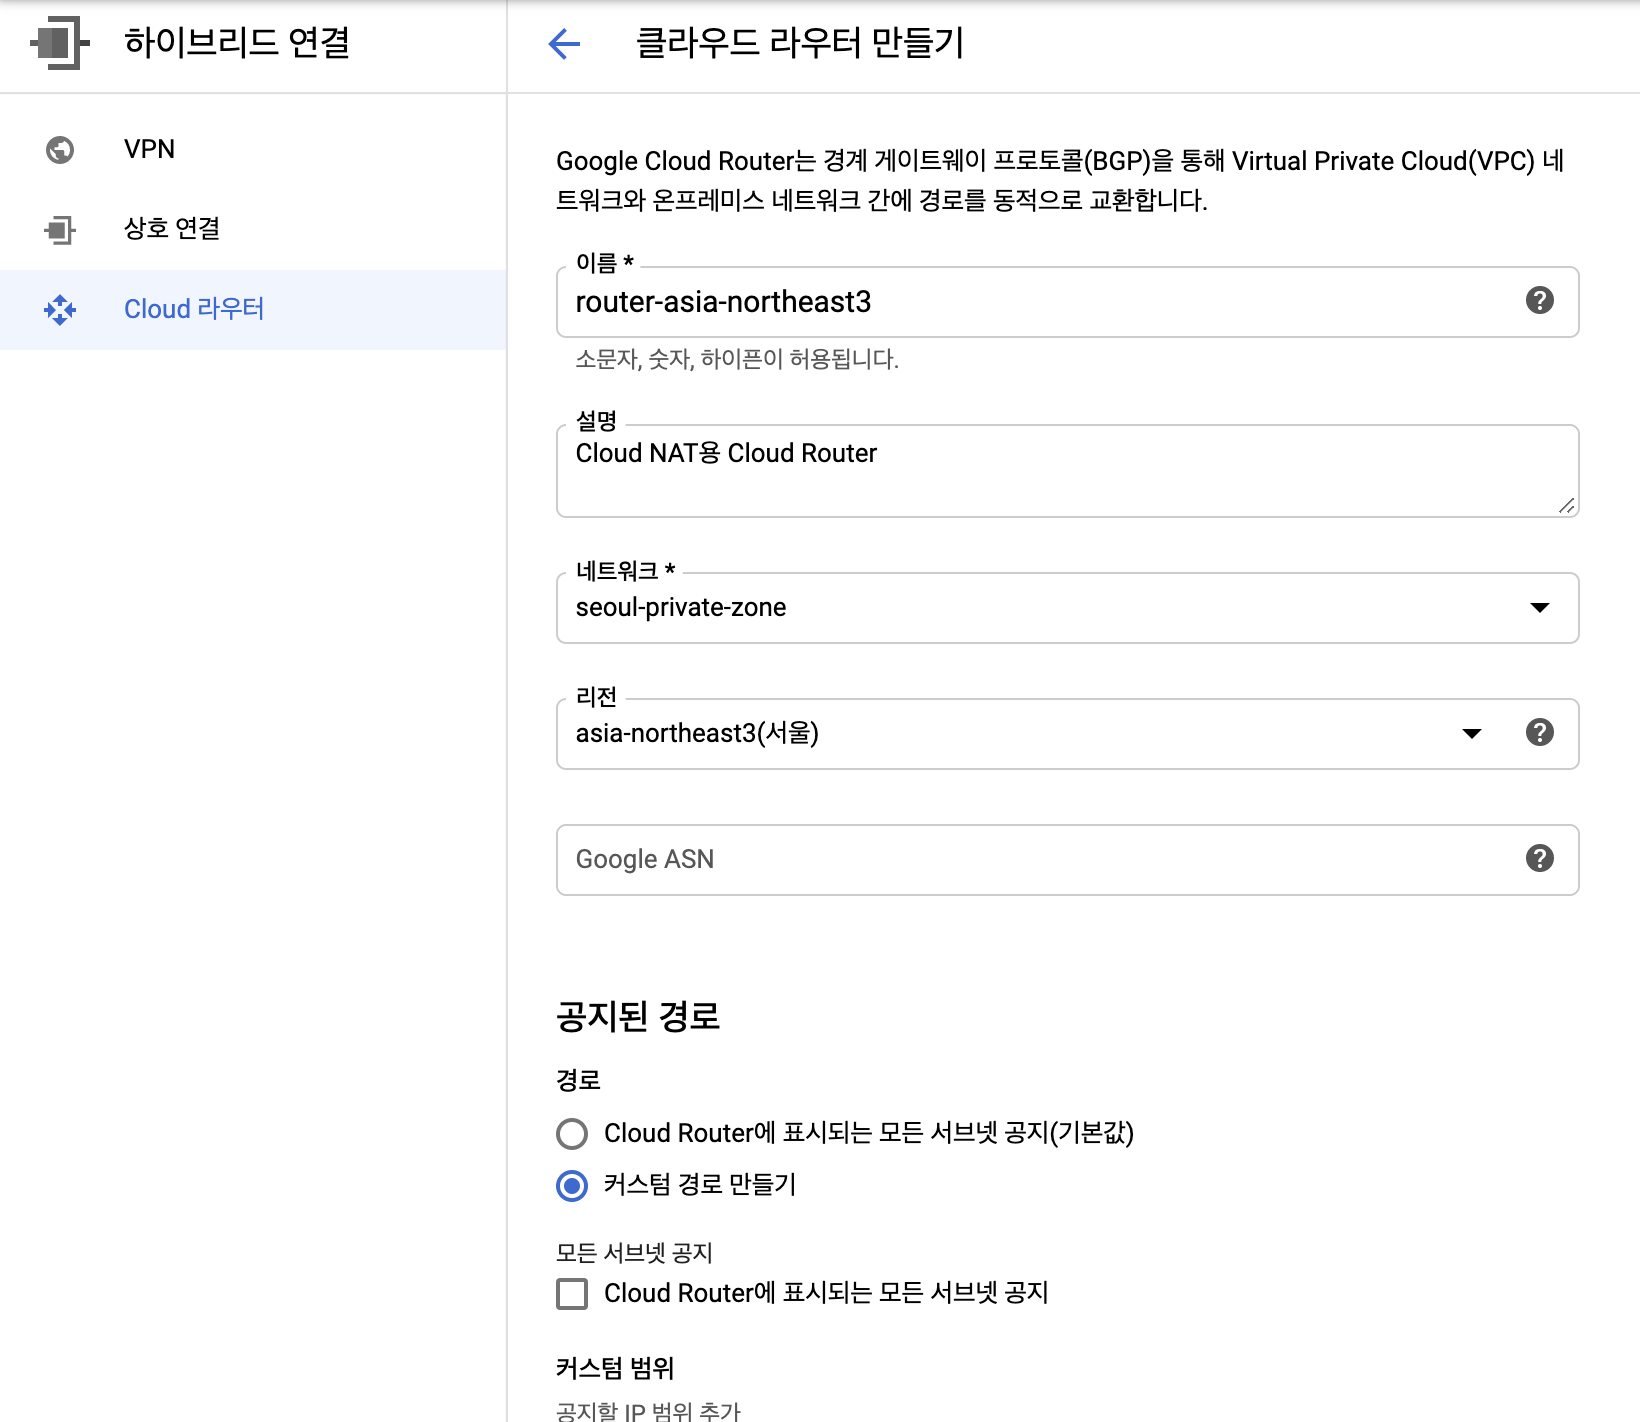 하이브리드 연결
클라우드 라우터 만들기
VPN
상호 연결
Cloud 라우터
Google Cloud Router는 경계 게이트웨이 프로토콜(BGP)을 통해 Virtual Private Cloud(VPC) 네
트워크와 온프레미스 네트워크 간에 경로를 동적으로 교환합니다.
이름 *
router-asia-northeast3
소문자, 숫자, 하이픈이 허용됩니다.
설명
Cloud NAT용 Cloud Router
네트워크 *
seoul-private-zone
리전
asia-northeast3(서울)
Google ASN
공지된 경로
경로
Cloud Router에 표시되는 모든 서브넷 공지(기본값)
커스텀 경로 만들기
모든 서브넷 공지
Cloud Router에 표시되는 모든 서브넷 공지
커스텀 범위
공지할 IP 범위 추가